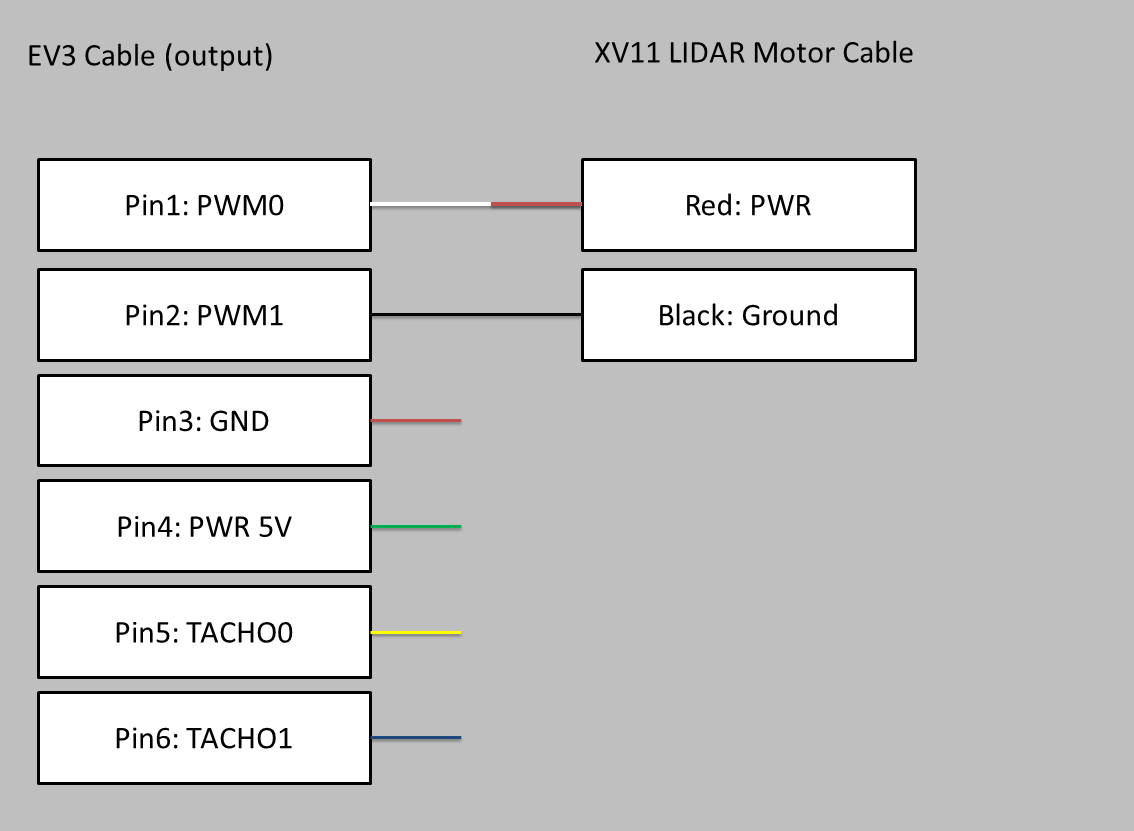 EV3 Cable (output)
XV11 LIDAR Motor Cable
Pin1: PWM0
Red: PWR
Pin2: PWM1
Black: Ground
Pin3: GND
Pin4: PWR 5V
Pin5: TACHO0
Pin6: TACHO1